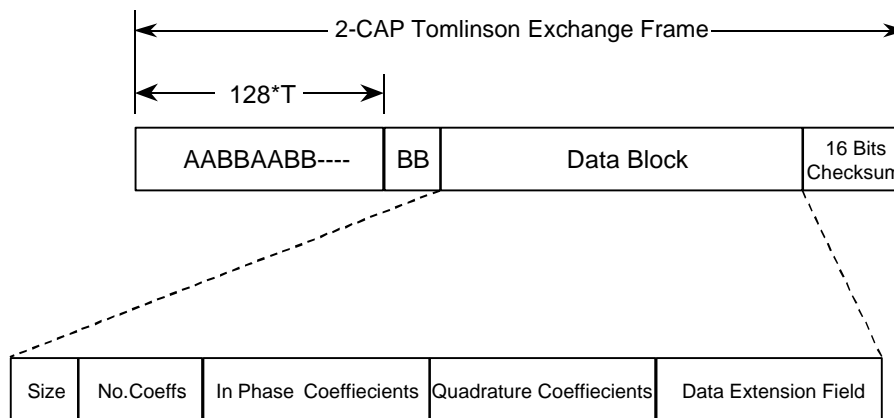 2-CAP Tomlinson Exchange Frame
128*T
AABBAABB----
BB
Data Block
16 Bits
Checksum
Size
No.Coeffs
In Phase Coeffiecients
Quadrature Coeffiecients
Data Extension Field